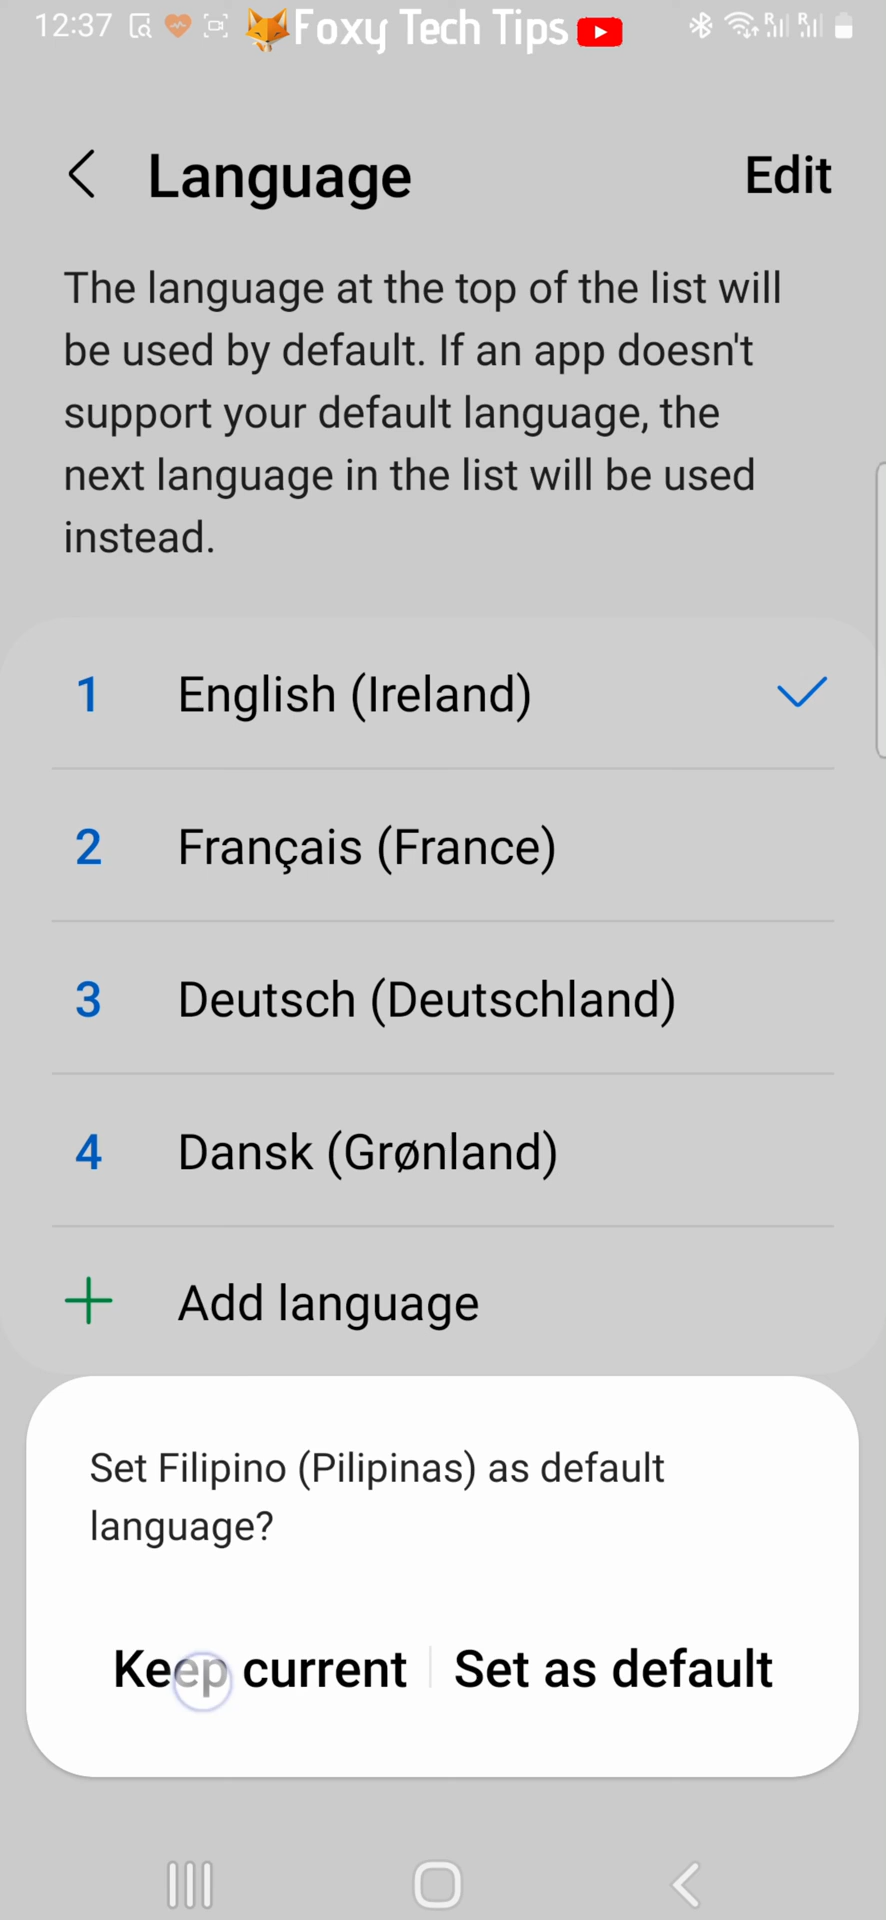 12:37 Foxy Tech Tips
Language Edit
The language at the top of the list will
be used by default. If an app doesn't
support your default language, the
next language in the list will be used
instead.
1 English (Ireland)
2 Français (France)
3 Deutsch (Deutschland)
4 Dansk (Grønland)
Add language
Set Filipino (Pilipinas) as default
language?
Keep current Set as default